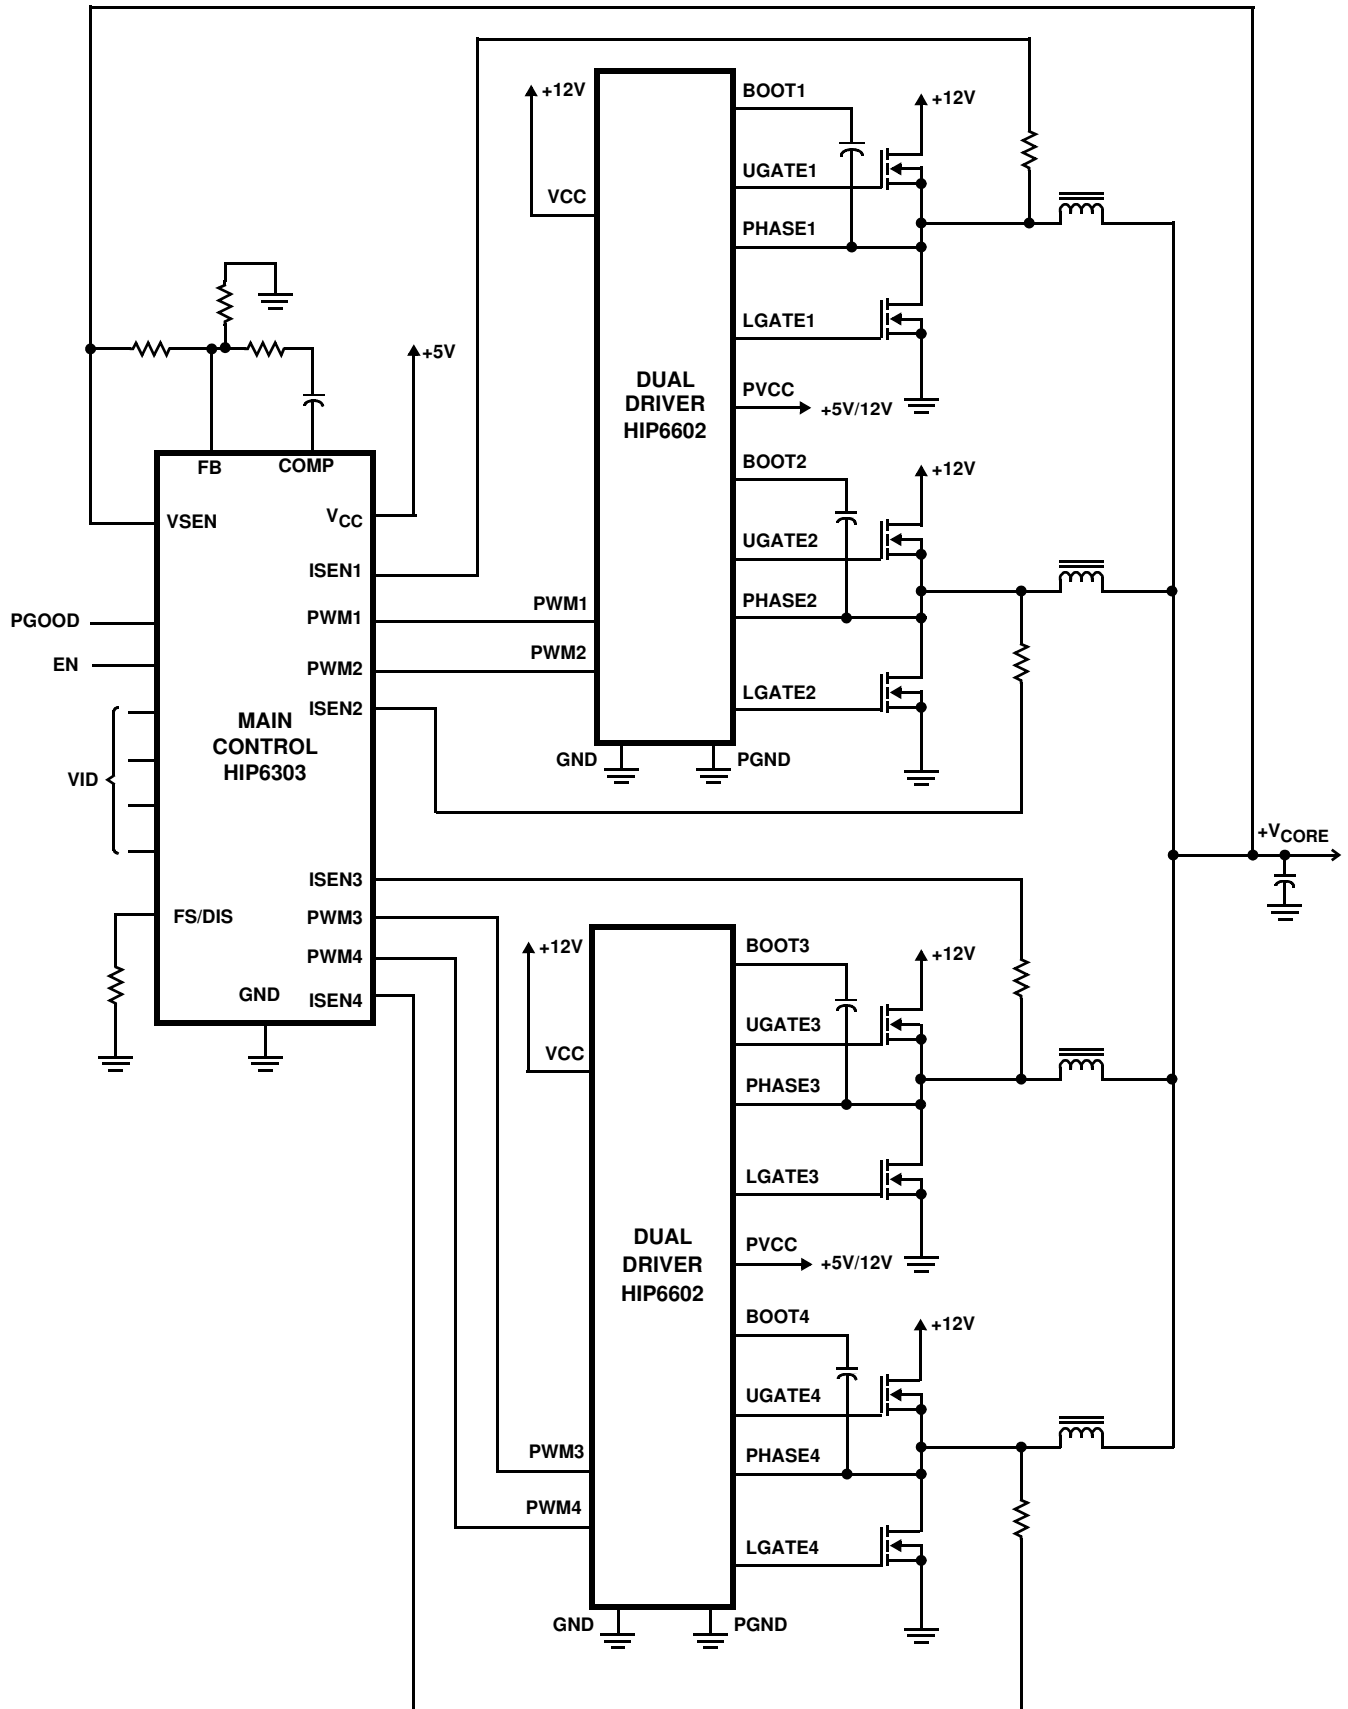 +12V
BOOT1
+12V
UGATE1
VCC
PHASE1
LGATE1
+5V
DUAL
DRIVER
HIP6602
PVCC
+5V/12V
FB
COMP
BOOT2
+12V
VSEN
VCC
UGATE2
ISEN1
PWM1
PHASE2
PGOOD
PWM1
PWM2
EN
PWM2
LGATE2
ISEN2
MAIN
CONTROL
HIP6303
GND
PGND
VID
+VCORE
ISEN3
FS/DIS
PWM3
+12V
BOOT3
+12V
PWM4
GND
ISEN4
UGATE3
VCC
PHASE3
LGATE3
DUAL
DRIVER
HIP6602
PVCC
+5V/12V
BOOT4
+12V
UGATE4
PWM3
PHASE4
PWM4
LGATE4
GND
PGND